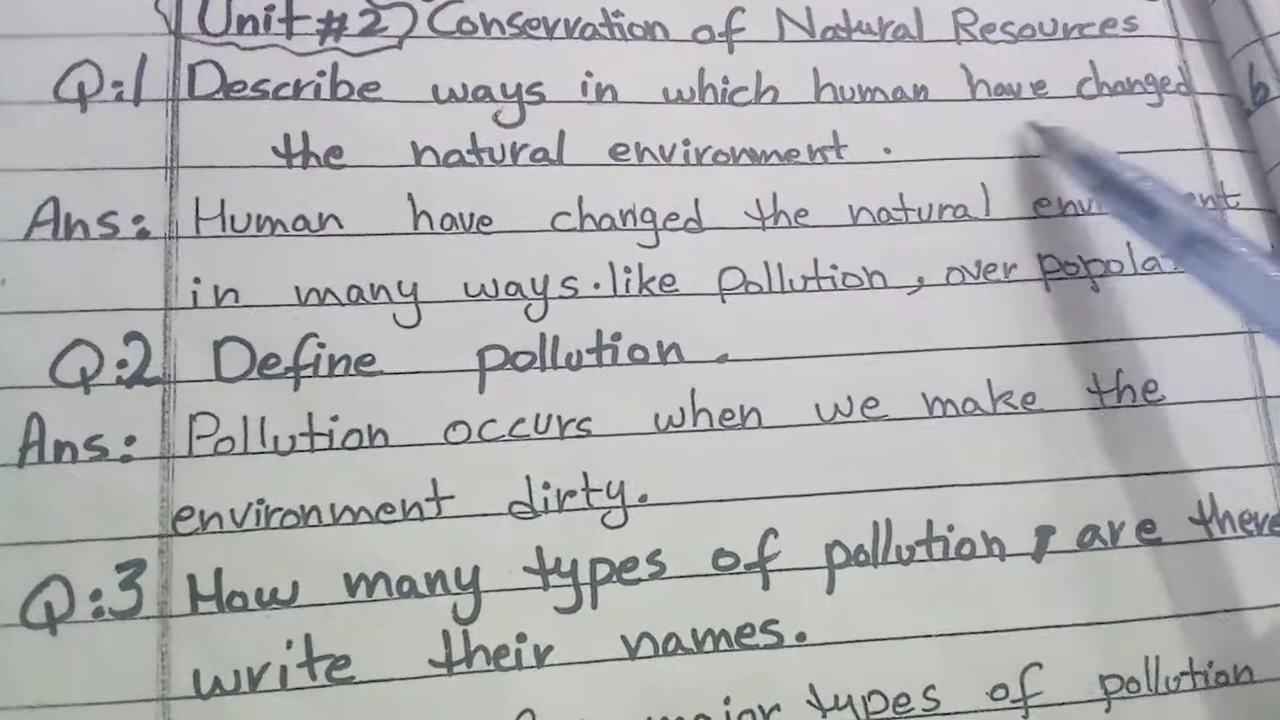 Unit #2) Conservation of Natural Resources
Q:1 Describe ways in which human have changed
the natural environment.
Ans: Human have changed the natural
in many ways. like Pollution, over
Q:2 Define pollution.
Ans: Pollution occurs when we make the
environment dirty.
Q:3 How many types of pollution, are there
write their names.
major types of pollution